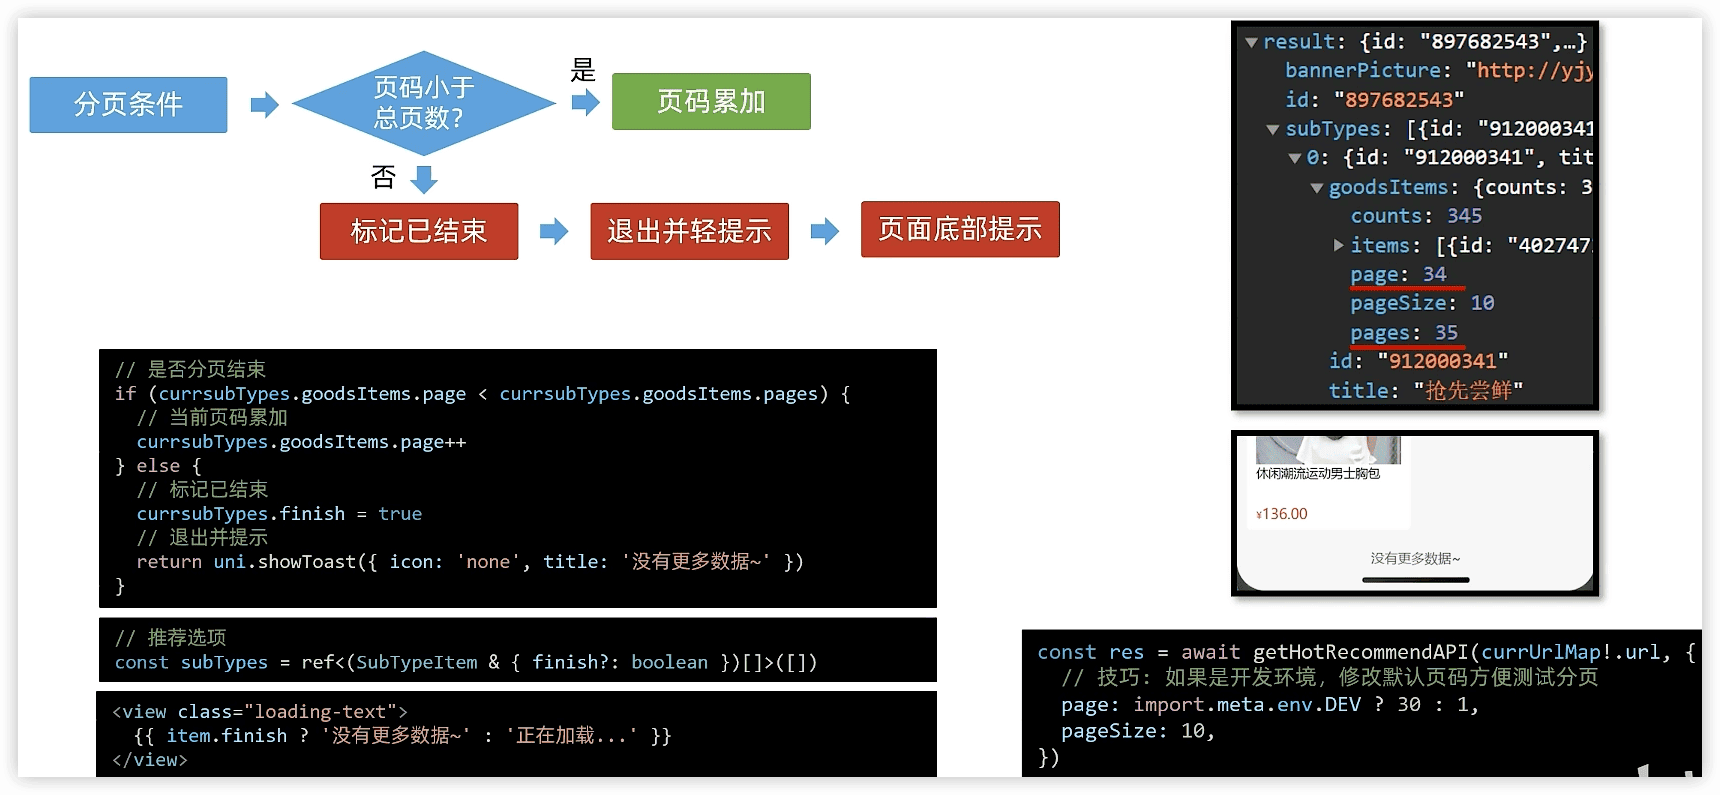 分页条件
页码小于
总页数？
是
页码累加
否
标记已结束
退出并轻提示
页面底部提示
result: {id: "897682543",…}
bannerPicture: "http://yjy
id: "897682543"
subTypes: [{id: "912000341
0: {id: "912000341", tit
goodsItems: {counts: 3
counts: 345
items: [{id: "402747
page: 34
pageSize: 10
pages: 35
id: "912000341"
title: "抢先尝鲜"
// 是否分页结束
if (currsubTypes.goodsItems.page < currsubTypes.goodsItems.pages) {
// 当前页码累加
currsubTypes.goodsItems.page++
} else {
// 标记已结束
currsubTypes.finish = true
// 退出并提示
return uni.showToast({ icon: 'none', title: '没有更多数据~' })
}
// 推荐选项
const subTypes = ref<(SubTypeItem & { finish?: boolean })[]>([])
<view class="loading-text">
{{ item.finish ? '没有更多数据~' : '正在加载...' }}
</view>
休闲潮流运动男士胸包
¥136.00
没有更多数据~
const res = await getHotRecommendAPI(currUrlMap!.url, {
// 技巧：如果是开发环境，修改默认页码方便测试分页
page: import.meta.env.DEV ? 30 : 1,
pageSize: 10,
})